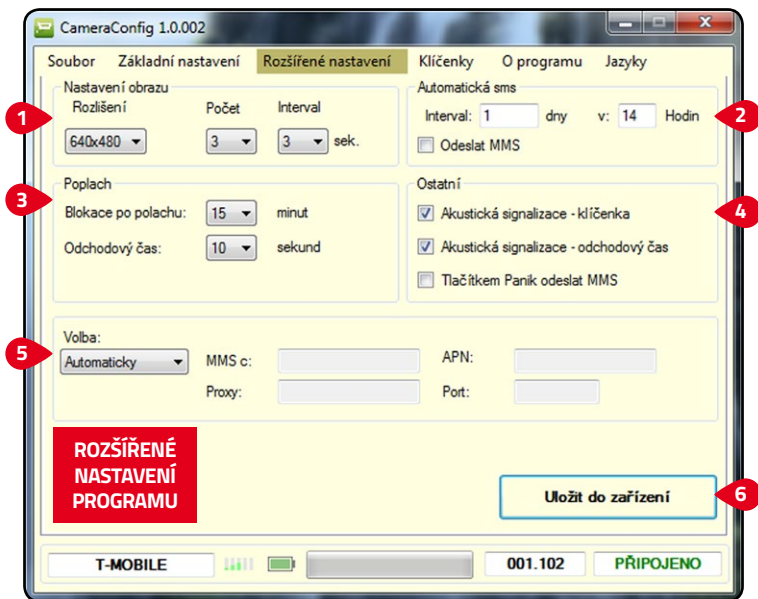 CameraConfig 1.0.002
Soubor Základní nastavení Rozšířené nastavení Klíčenky O programu Jazyky
Nastavení obrazu
Rozlišení Počet Interval
1
640x480 3 3 sek.
Automatická sms
Interval: 1 dny v: 14 Hodin
2
Odeslat MMS
Poplach
3
Blokace po polachu: 15 minut
Odchodový čas: 10 sekund
Ostatní
Akustická signalizace - klíčenka
4
Akustická signalizace - odchodový čas
Tlačítkem Panik odeslat MMS
Volba:
5
Automaticky MMS c: APN:
Proxy: Port:
ROZŠÍŘENÉ
NASTAVENÍ
PROGRAMU
Uložit do zařízení
6
T-MOBILE 001.102 PŘIPOJENO